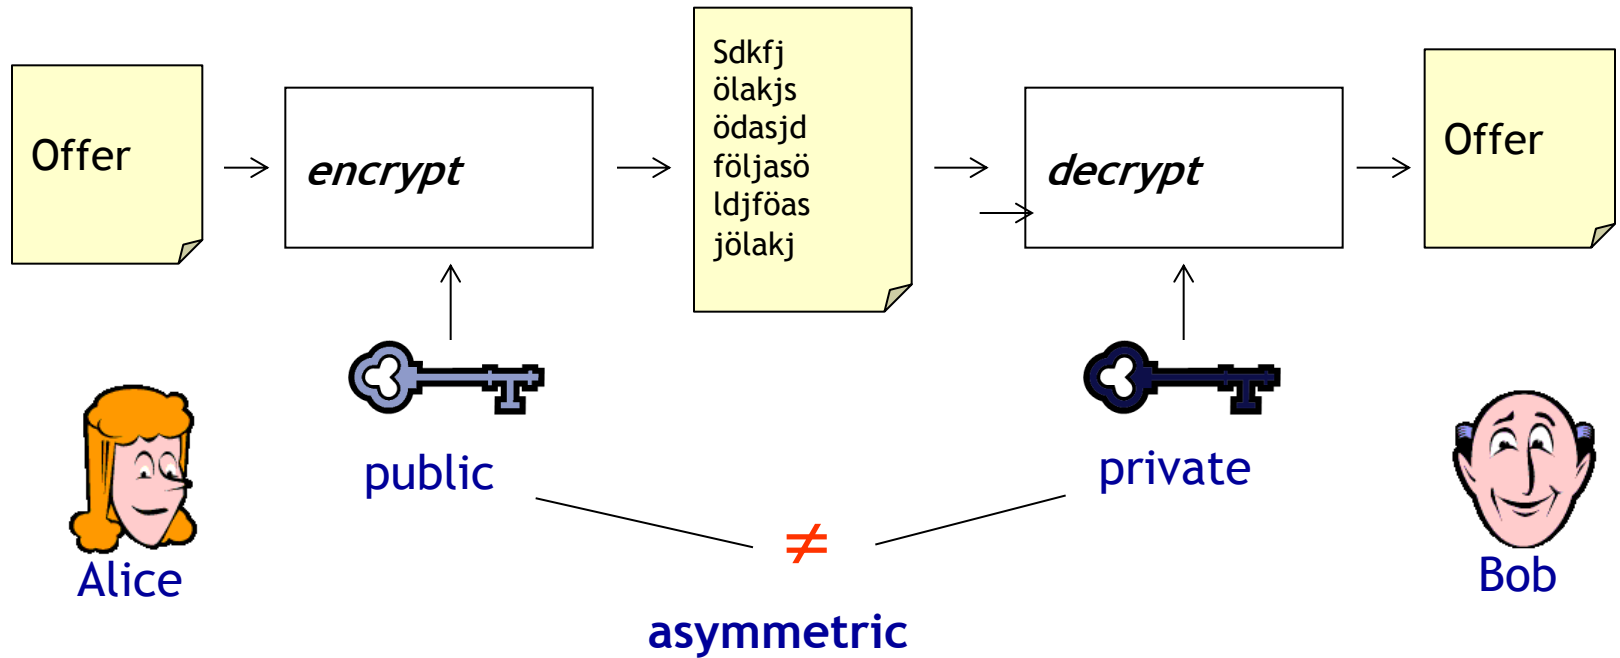 Offer
encrypt
Sdkfj
ölakjs
ödasjd
följasö
ldjföas
jölakj
decrypt
Offer
public
private
≠
Alice
Bob
asymmetric